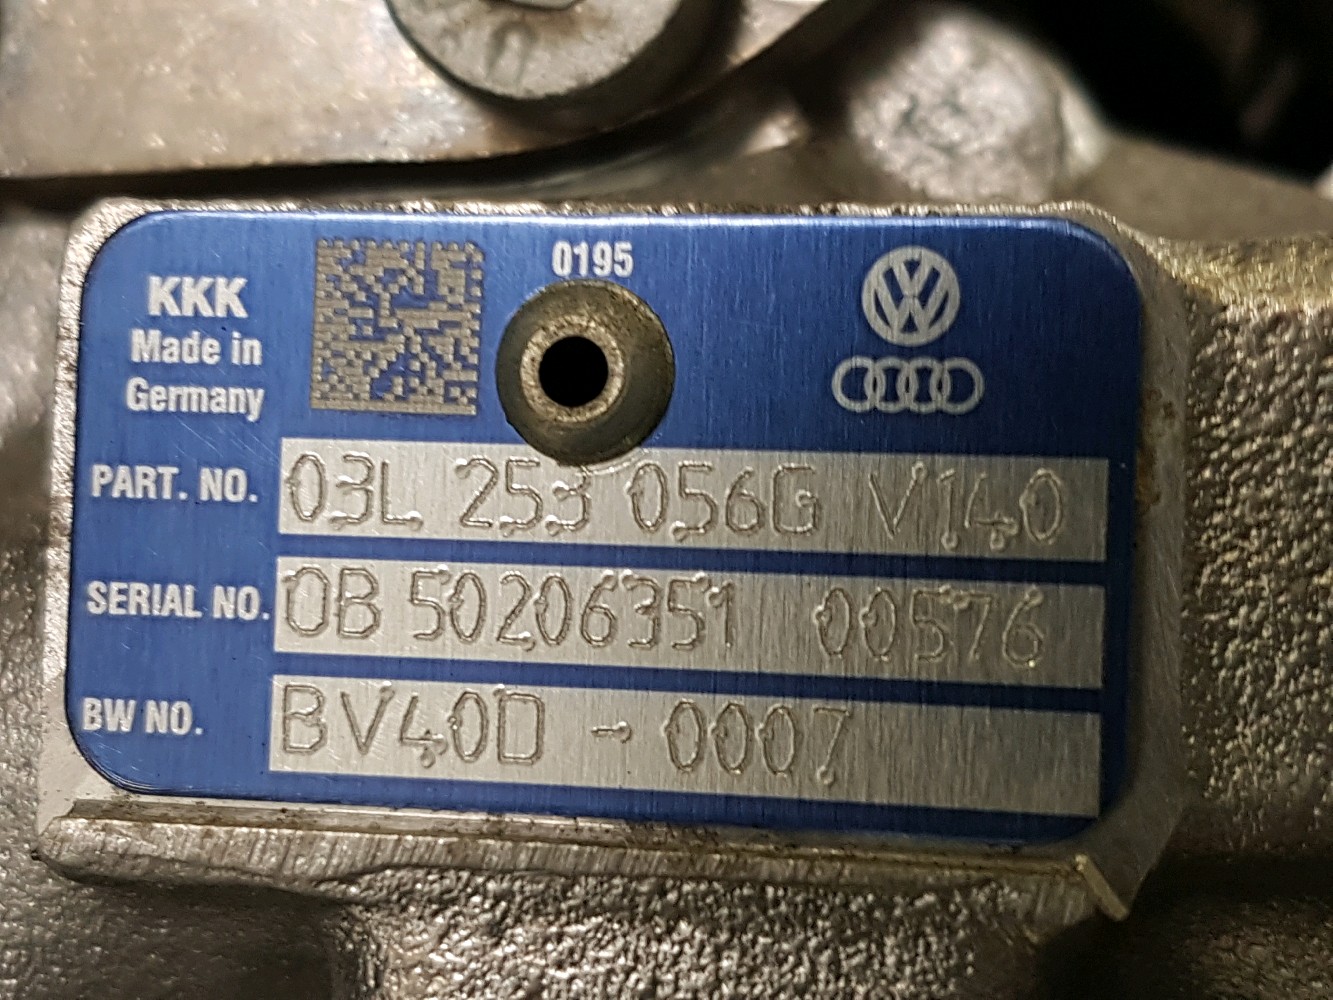 0195
KKK
Made in
Germany
PART. NO. 03L 253 056G V140
SERIAL NO. 0B 50206351 00576
BW NO. BV40D - 0007